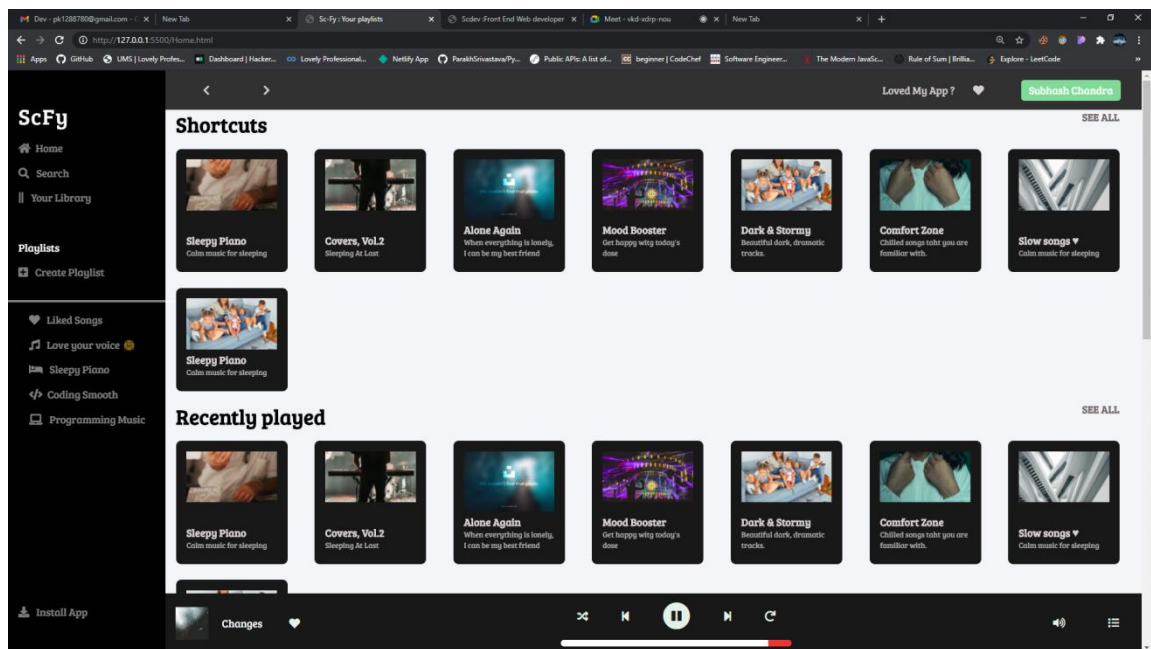 Dev - pk1288780@gmail.com - G
New Tab
Sc-Fy : Your playlists
Scdev :Front End Web developer
Meet - vkd-xdrp-nou
New Tab
http://127.0.0.1:5500/Home.html
Apps
GitHub
UMS | Lovely Profes...
Dashboard | Hacker...
Lovely Professional...
Netlify App
ParakhSrivastava/Py...
Public APIs: A list of...
beginner | CodeChef
Software Engineer...
The Modern JavaSc...
Rule of Sum | Brillia...
Explore - LeetCode
Loved My App ?
Subhash Chandra
ScFy
Home
Search
Your Library
Playlists
Create Playlist
Liked Songs
Love your voice
Sleepy Piano
Coding Smooth
Programming Music
Install App
Shortcuts
SEE ALL
Sleepy Piano
Calm music for sleeping
Covers, Vol.2
Sleeping At Last
Alone Again
When everything is lonely,
I can be my best friend
Mood Booster
Get happy witg today's
dose
Dark & Stormy
Beautiful dark, dramatic
tracks.
Comfort Zone
Chilled songs taht you are
familiar with.
Slow songs ♥
Calm music for sleeping
Sleepy Piano
Calm music for sleeping
Recently played
SEE ALL
Sleepy Piano
Calm music for sleeping
Covers, Vol.2
Sleeping At Last
Alone Again
When everything is lonely,
I can be my best friend
Mood Booster
Get happy witg today's
dose
Dark & Stormy
Beautiful dark, dramatic
tracks.
Comfort Zone
Chilled songs taht you are
familiar with.
Slow songs ♥
Calm music for sleeping
Changes